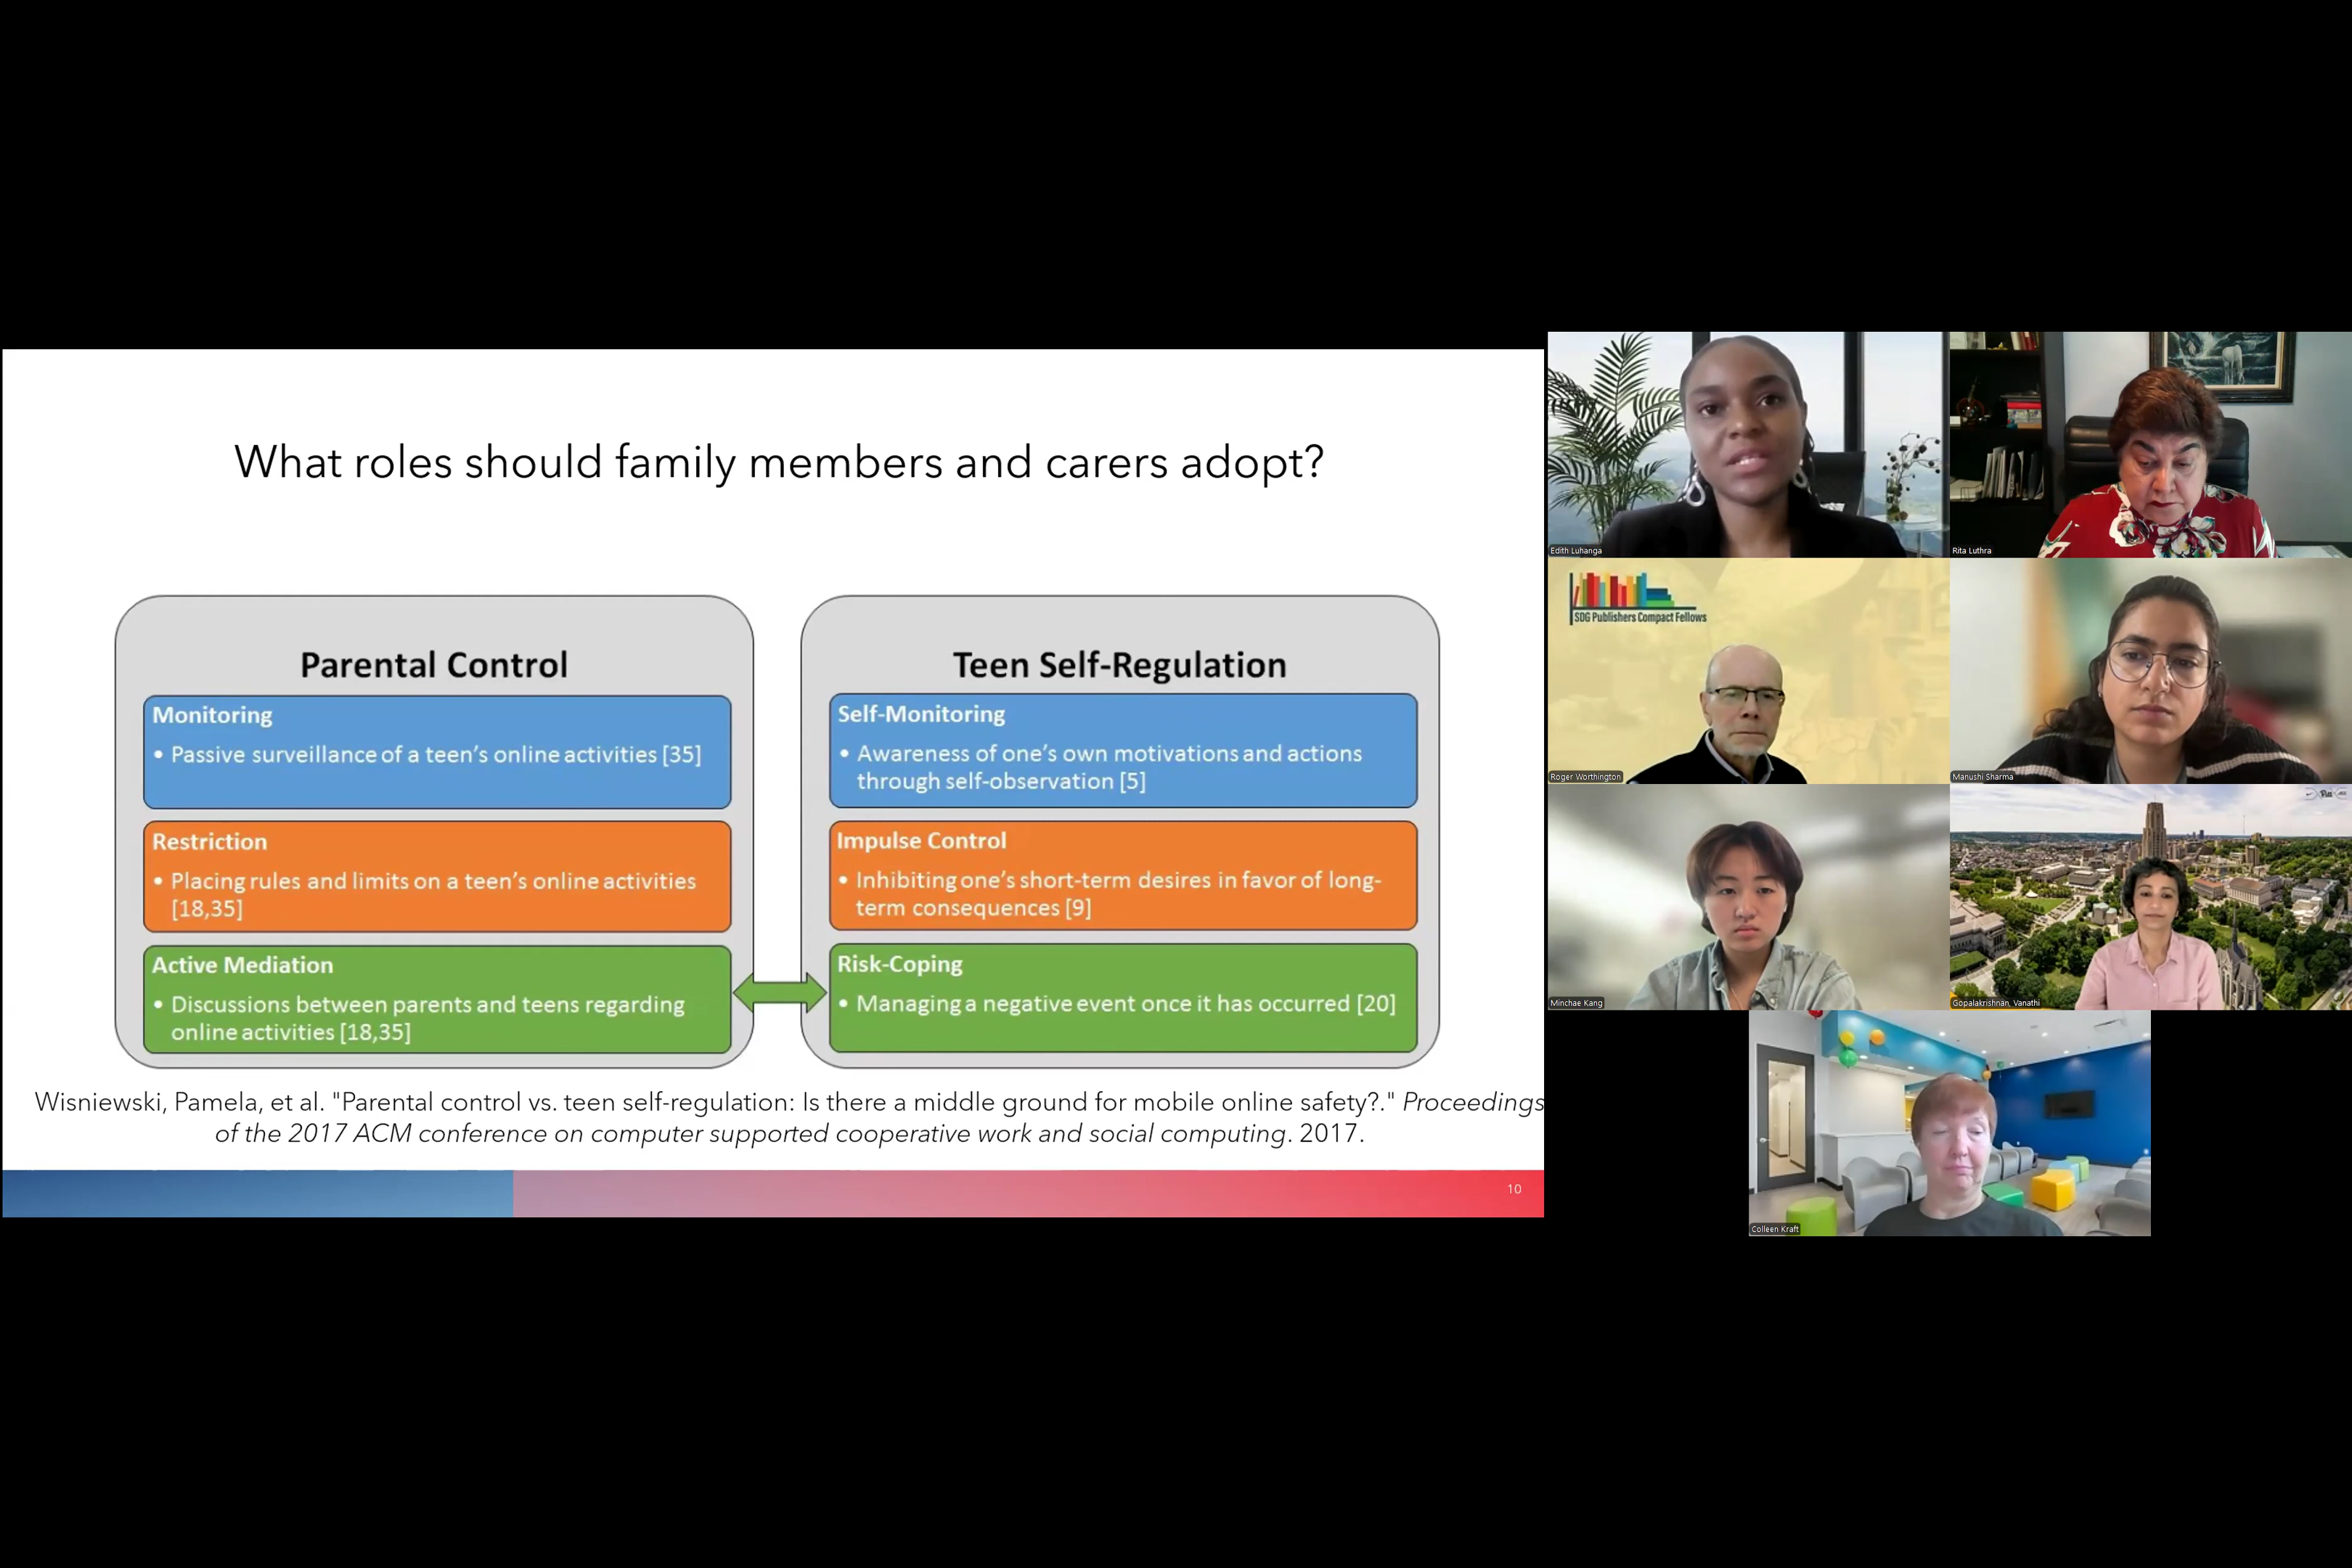 What roles should family members and carers adopt?
Parental Control
Monitoring
• Passive surveillance of a teen's online activities [35]
Restriction
• Placing rules and limits on a teen's online activities
[18,35]
Active Mediation
• Discussions between parents and teens regarding
online activities [18,35]
Teen Self-Regulation
Self-Monitoring
• Awareness of one's own motivations and actions
through self-observation [5]
Impulse Control
• Inhibiting one's short-term desires in favor of long-
term consequences [9]
Risk-Coping
• Managing a negative event once it has occurred [20]
Wisniewski, Pamela, et al. "Parental control vs. teen self-regulation: Is there a middle ground for mobile online safety?." Proceedings
of the 2017 ACM conference on computer supported cooperative work and social computing. 2017.
10
Edith Luhanga
Rita Luthra
SDG Publishers Compact Fellows
Roger Worthington
Manushi Sharma
Minchae Kang
Gopalakrishnan, Vanathi
Colleen Kraft